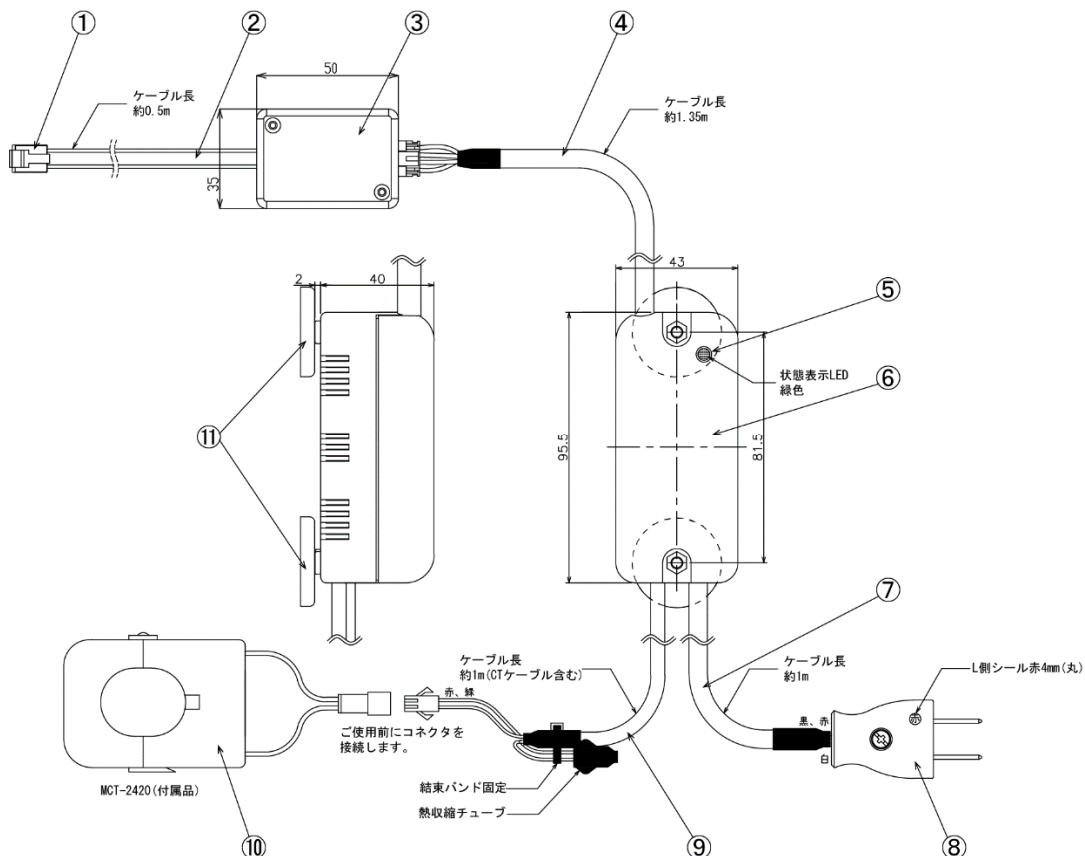 ①
②
③
④
50
ケーブル長
約0.5m
ケーブル長
約1.35m
35
2
40
43
⑤
状態表示LED
緑色
⑥
⑪
95.5
81.5
⑦
ケーブル長
約1m(CTケーブル含む)
ケーブル長
約1m
L側シール赤4mm(丸)
赤、緑
黒、赤
赤
白
ご使用前にコネクタを
接続します。
結束バンド固定
熱収縮チューブ
MCT-2420(付属品)
⑩
⑨
⑧